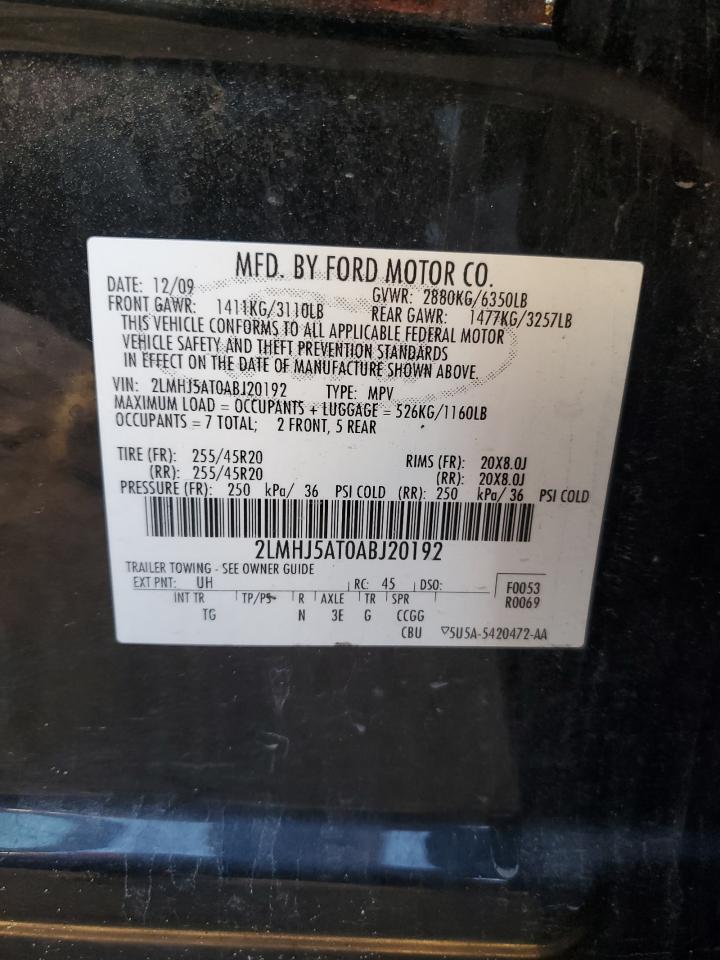 MFD. BY FORD MOTOR CO.
DATE: 12/09 GVWR: 2880KG/6350LB
FRONT GAWR: 1411KG/3110LB REAR GAWR: 1477KG/3257LB
THIS VEHICLE CONFORMS TO ALL APPLICABLE FEDERAL MOTOR
VEHICLE SAFETY AND THEFT PREVENTION STANDARDS
IN EFFECT ON THE DATE OF MANUFACTURE SHOWN ABOVE.
VIN: 2LMHJ5AT0ABJ20192 TYPE: MPV
MAXIMUM LOAD = OCCUPANTS + LUGGAGE = 526KG/1160LB
OCCUPANTS = 7 TOTAL; 2 FRONT, 5 REAR
TIRE (FR): 255/45R20 RIMS (FR): 20X8.0J
(RR): 255/45R20 (RR): 20X8.0J
PRESSURE (FR): 250 kPa/ 36 PSI COLD (RR): 250 kPa/ 36 PSI COLD
2LMHJ5AT0ABJ20192
TRAILER TOWING - SEE OWNER GUIDE
EXT PNT: UH RC: 45 DSO: F0053
INT TR TP/PS R AXLE TR SPR R0069
TG N 3E G CCGG
CBU ▽5U5A-5420472-AA